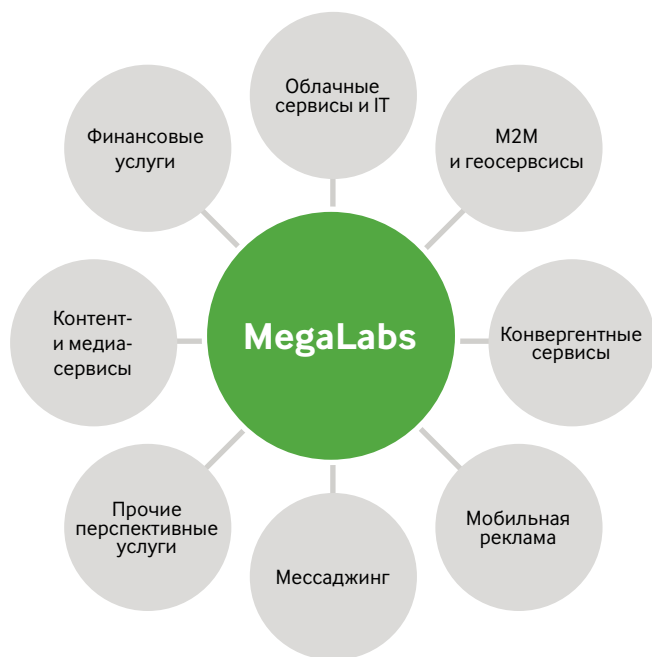 Облачные
сервисы и IT
Финансовые
услуги
M2M
и геосервсисы
MegaLabs
Контент-
и медиа-
сервисы
Конвергентные
сервисы
Прочие
перспективные
услуги
Мобильная
реклама
Мессаджинг